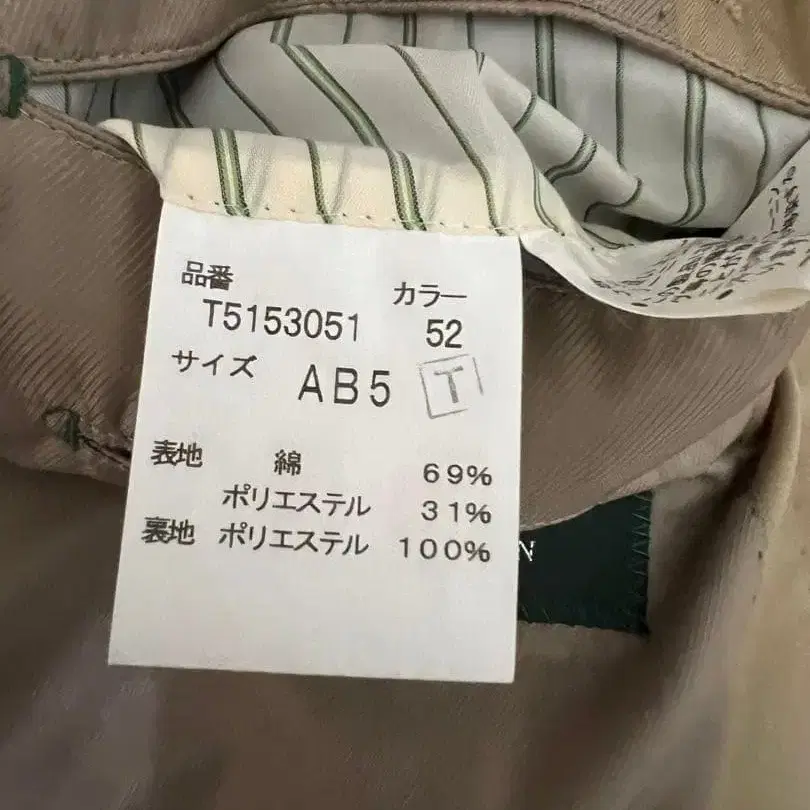 品番 カラー
T5153051 52
サイズ AB5 T
表地 綿 69%
ポリエステル 31%
裏地 ポリエステル 100%
N